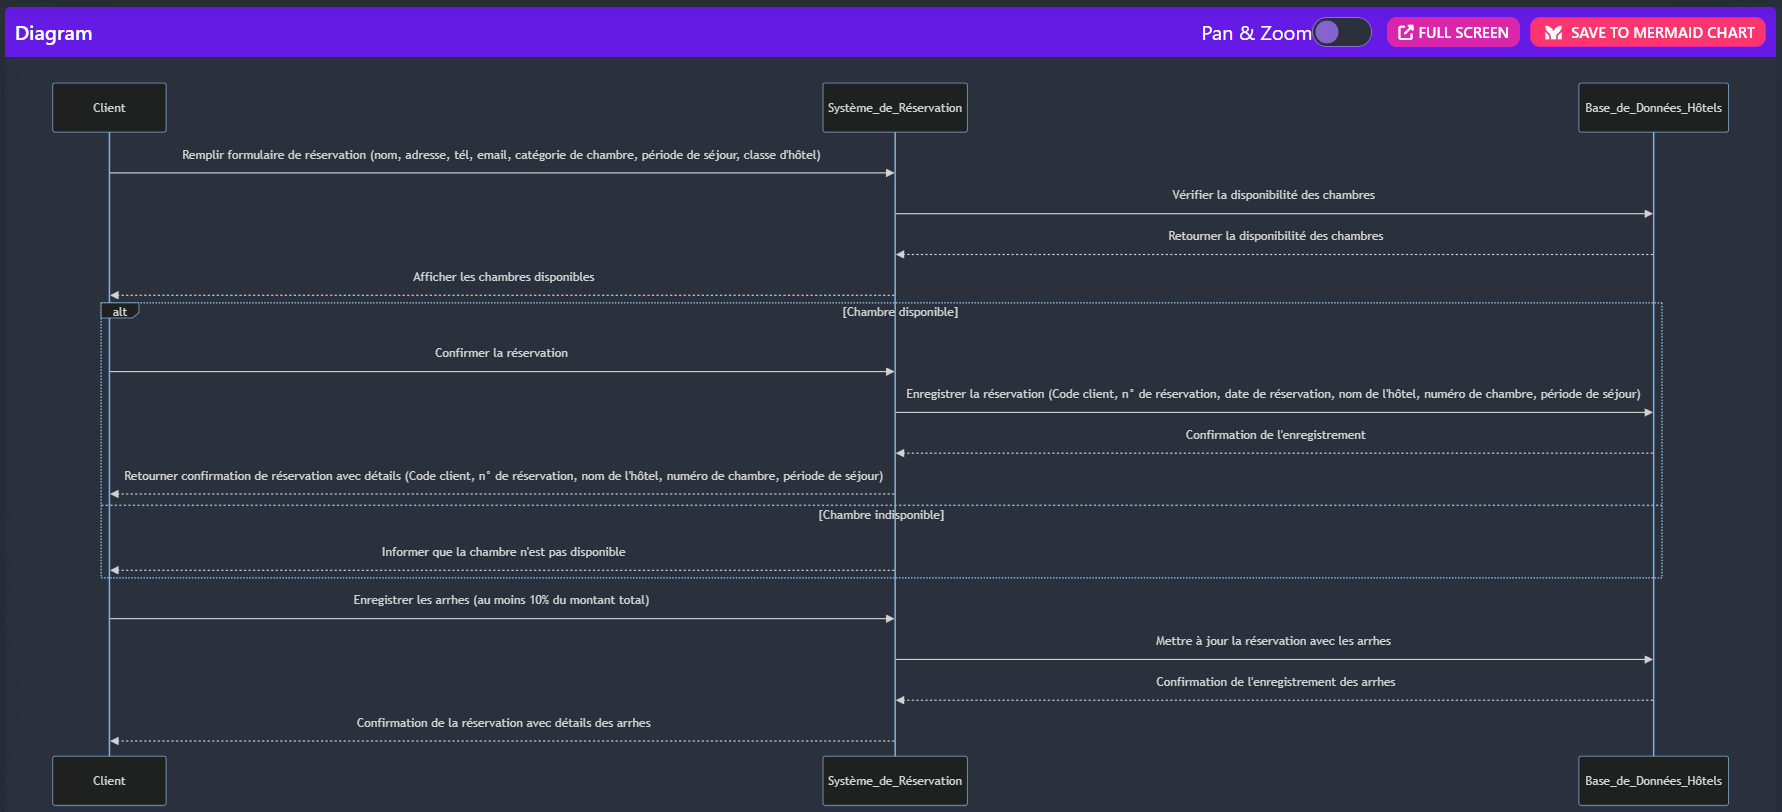 Diagram
Pan & Zoom
FULL SCREEN
SAVE TO MERMAID CHART
Client
Système_de_Réservation
Base_de_Données_Hôtels
Remplir formulaire de réservation (nom, adresse, tél, email, catégorie de chambre, période de séjour, classe d'hôtel)
Vérifier la disponibilité des chambres
Retourner la disponibilité des chambres
Afficher les chambres disponibles
alt
[Chambre disponible]
Confirmer la réservation
Enregistrer la réservation (Code client, n° de réservation, date de réservation, nom de l'hôtel, numéro de chambre, période de séjour)
Confirmation de l'enregistrement
Retourner confirmation de réservation avec détails (Code client, n° de réservation, nom de l'hôtel, numéro de chambre, période de séjour)
[Chambre indisponible]
Informer que la chambre n'est pas disponible
Enregistrer les arrhes (au moins 10% du montant total)
Mettre à jour la réservation avec les arrhes
Confirmation de l'enregistrement des arrhes
Confirmation de la réservation avec détails des arrhes
Client
Système_de_Réservation
Base_de_Données_Hôtels